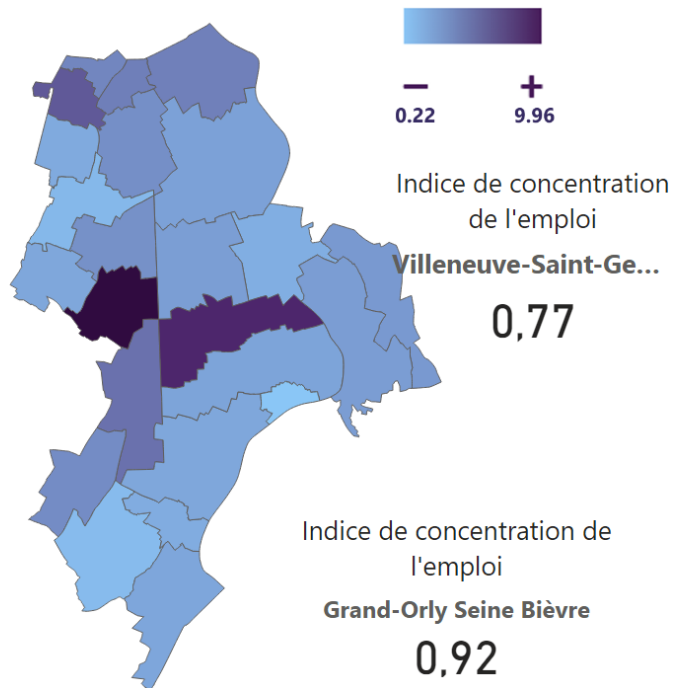 − +
0.22 9.96
Indice de concentration
de l'emploi
Villeneuve-Saint-Ge...
0,77
Indice de concentration de
l'emploi
Grand-Orly Seine Bièvre
0,92